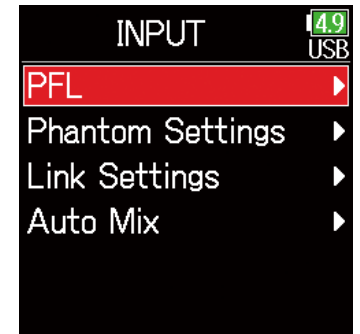 INPUT
4.9
USB
PFL
Phantom Settings
Link Settings
Auto Mix